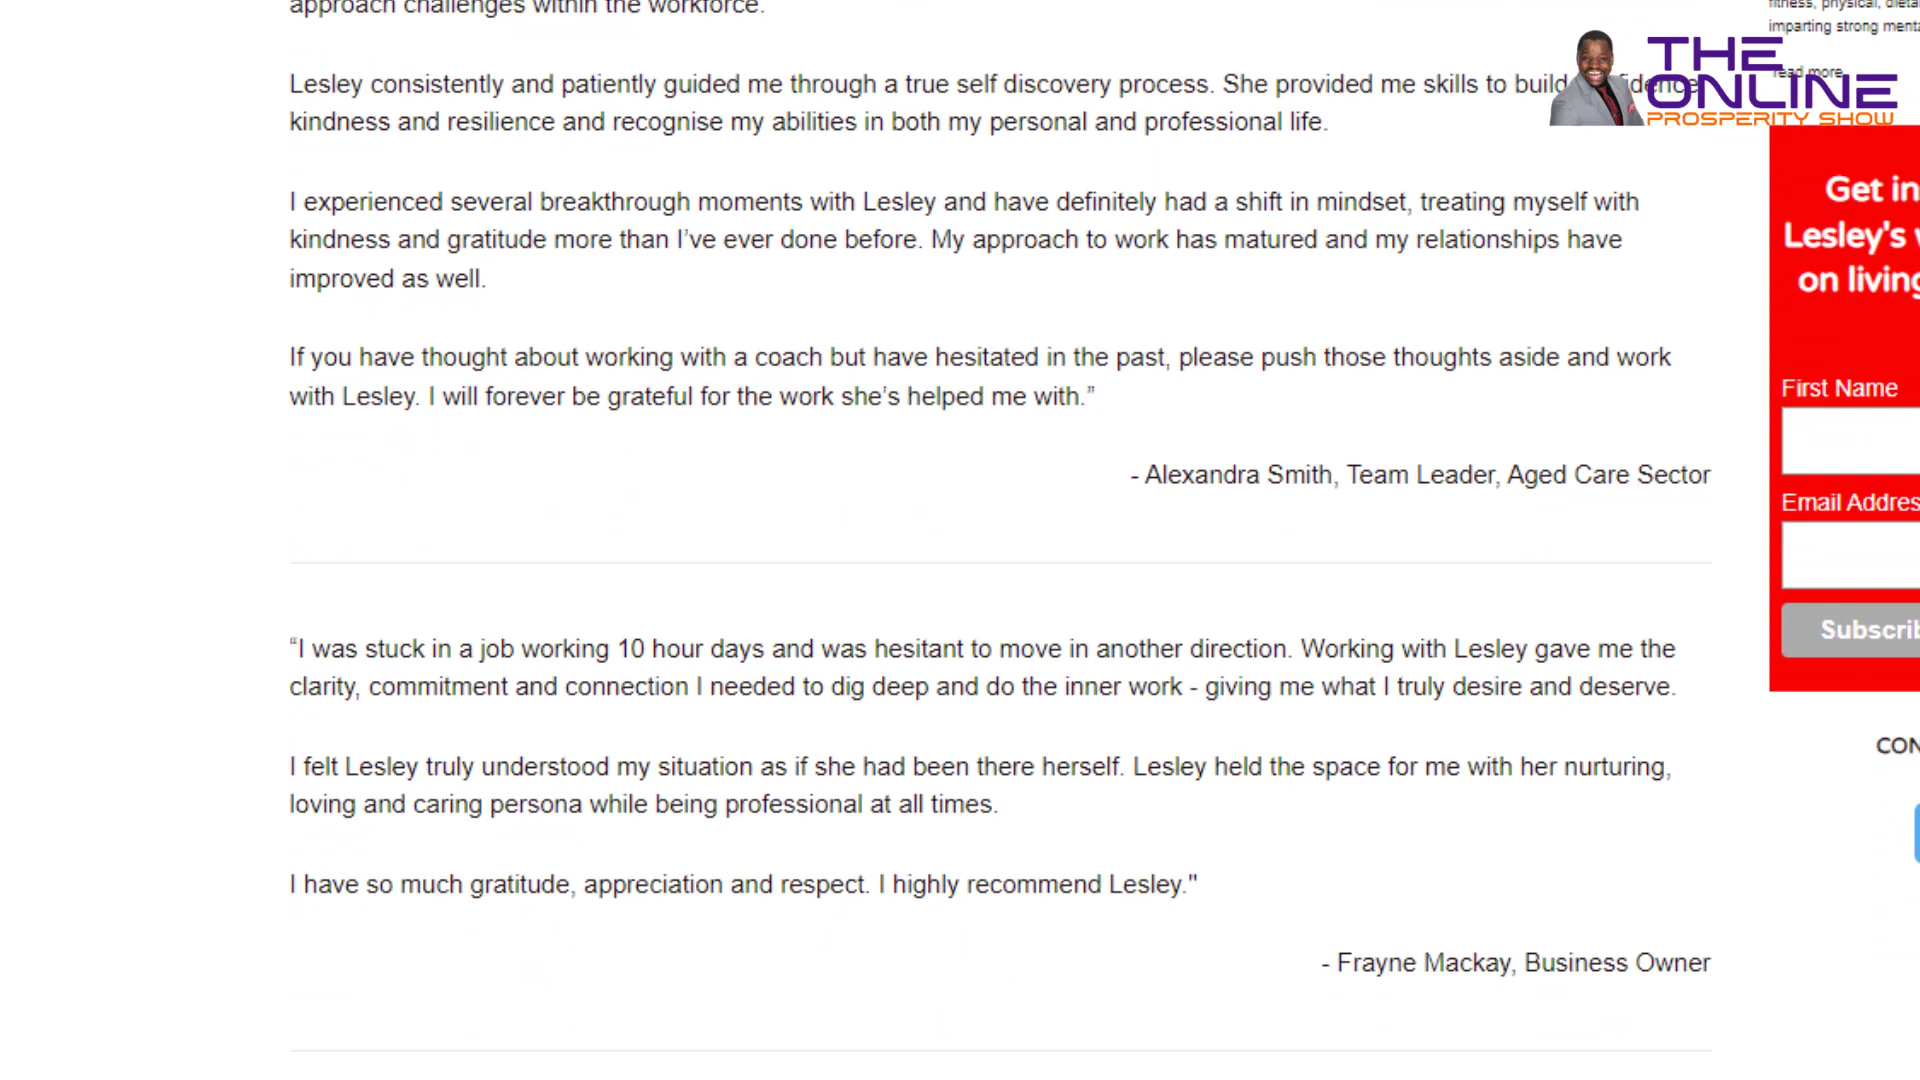 approach challenges within the workforce.
Lesley consistently and patiently guided me through a true self discovery process. She provided me skills to build
kindness and resilience and recognise my abilities in both my personal and professional life.
I experienced several breakthrough moments with Lesley and have definitely had a shift in mindset, treating myself with
kindness and gratitude more than I’ve ever done before. My approach to work has matured and my relationships have
improved as well.
If you have thought about working with a coach but have hesitated in the past, please push those thoughts aside and work
with Lesley. I will forever be grateful for the work she’s helped me with.”
- Alexandra Smith, Team Leader, Aged Care Sector
“I was stuck in a job working 10 hour days and was hesitant to move in another direction. Working with Lesley gave me the
clarity, commitment and connection I needed to dig deep and do the inner work - giving me what I truly desire and deserve.
I felt Lesley truly understood my situation as if she had been there herself. Lesley held the space for me with her nurturing,
loving and caring persona while being professional at all times.
I have so much gratitude, appreciation and respect. I highly recommend Lesley."
- Frayne Mackay, Business Owner
fitness, physical,
imparting strong
read more
THE
ONLINE
PROSPERITY SHOW
Get in
Lesley's
on living
First Name
Email Addres
Subscrib
CON